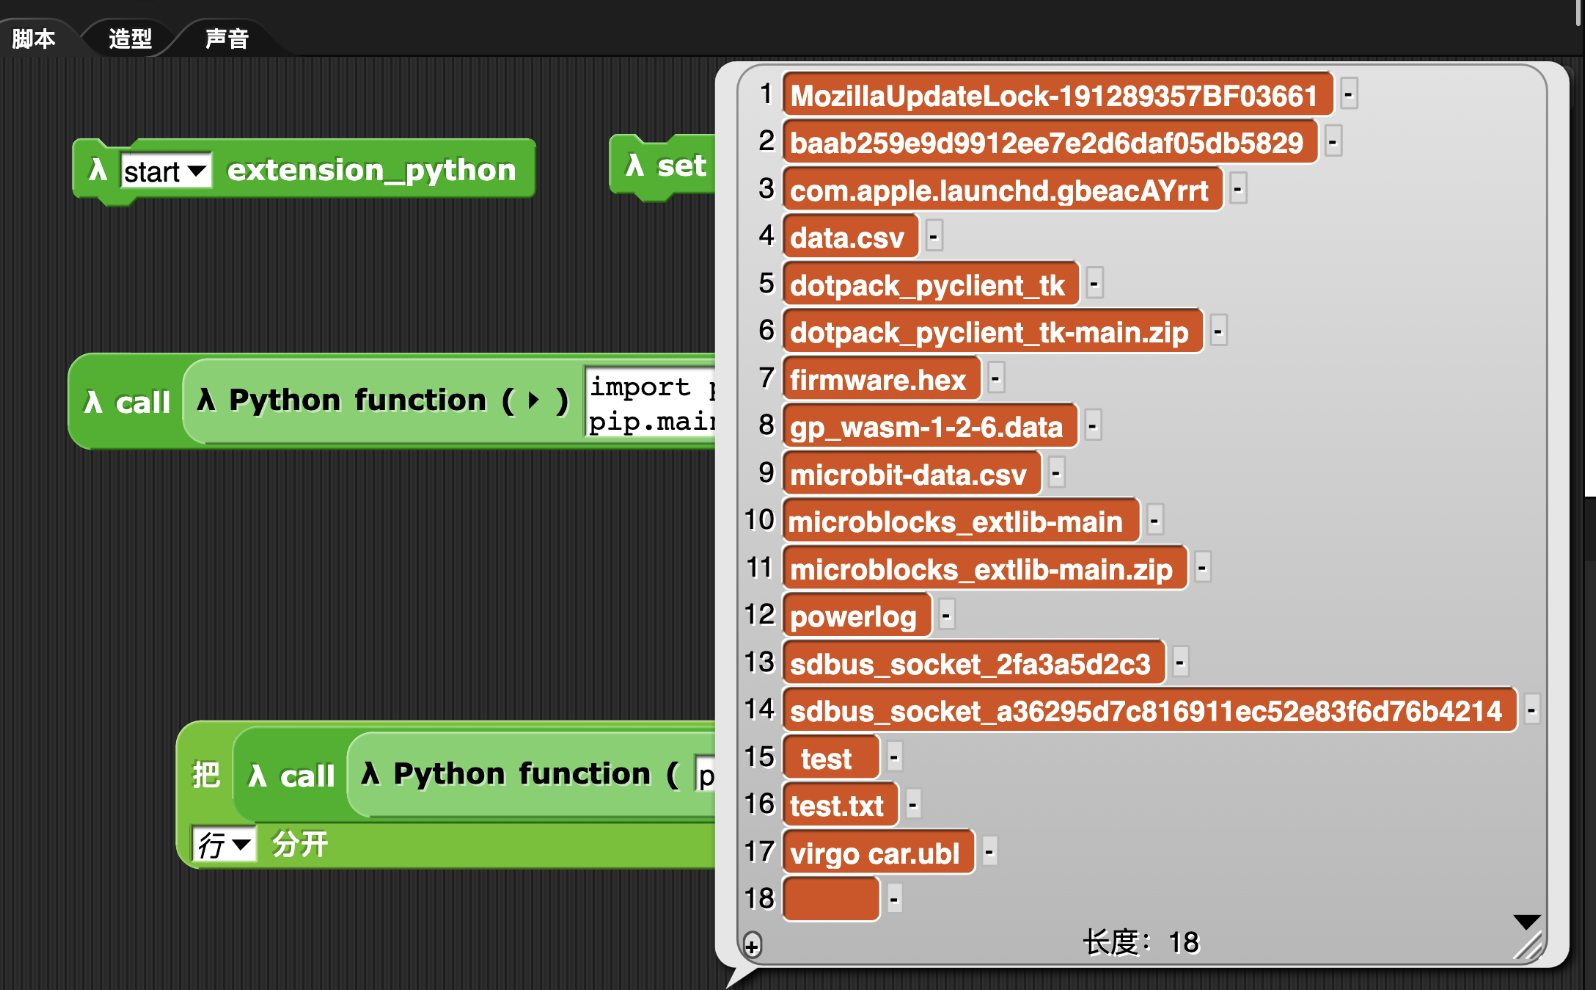 脚本
造型
声音
λ start extension_python
λ set
λ call λ Python function ( ) import p
pip.main
把 λ call λ Python function ( p
行 分开
1 MozillaUpdateLock-191289357BF03661 -
2 baab259e9d9912ee7e2d6daf05db5829 -
3 com.apple.launchd.gbeacAYrrt -
4 data.csv -
5 dotpack_pyclient_tk -
6 dotpack_pyclient_tk-main.zip -
7 firmware.hex -
8 gp_wasm-1-2-6.data -
9 microbit-data.csv -
10 microblocks_extlib-main -
11 microblocks_extlib-main.zip -
12 powerlog -
13 sdbus_socket_2fa3a5d2c3 -
14 sdbus_socket_a36295d7c816911ec52e83f6d76b4214 -
15 test -
16 test.txt -
17 virgo car.ubl -
18 -
+ 长度：18